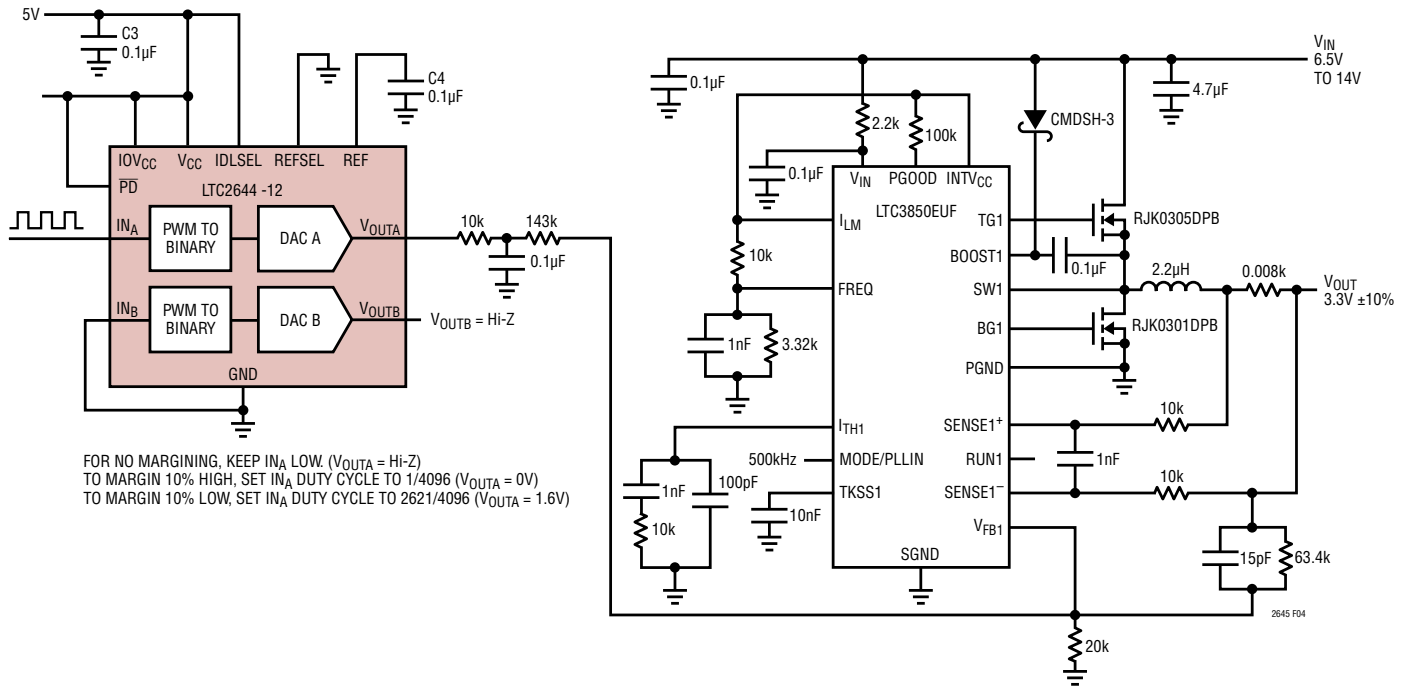 5V
C3
0.1µF
C4
0.1µF
IOVCC
VCC
IDLSEL
REFSEL
REF
PD
LTC2644 -12
INA
PWM TO
BINARY
DAC A
VOUTA
INB
PWM TO
BINARY
DAC B
VOUTB
VOUTB = Hi-Z
GND
10k
143k
0.1µF
FOR NO MARGINING, KEEP INA LOW. (VOUTA = Hi-Z)
TO MARGIN 10% HIGH, SET INA DUTY CYCLE TO 1/4096 (VOUTA = 0V)
TO MARGIN 10% LOW, SET INA DUTY CYCLE TO 2621/4096 (VOUTA = 1.6V)
VIN
6.5V
TO 14V
0.1µF
2.2k
100k
CMDSH-3
4.7µF
0.1µF
VIN
PGOOD
INTVCC
LTC3850EUF
ILM
TG1
RJK0305DPB
10k
BOOST1
0.1µF
FREQ
SW1
2.2µH
0.008k
VOUT
3.3V ±10%
1nF
3.32k
BG1
RJK0301DPB
PGND
ITH1
SENSE1+
10k
500kHz
MODE/PLLIN
RUN1
1nF
1nF
100pF
TKSS1
SENSE1–
10k
10k
10nF
VFB1
SGND
15pF
63.4k
2645 F04
20k